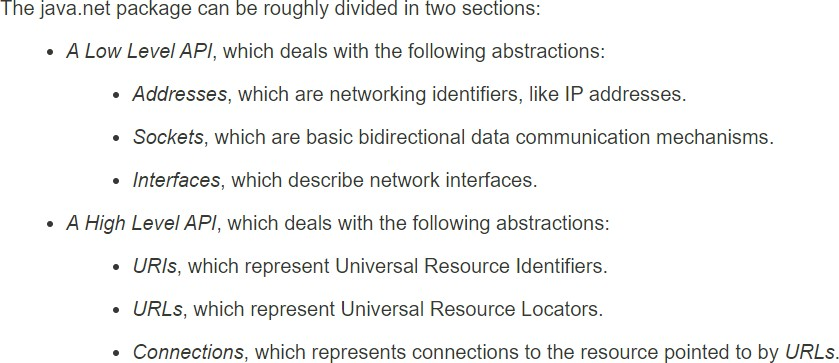 The java.net package can be roughly divided in two sections:
• A Low Level API, which deals with the following abstractions:
• Addresses, which are networking identifiers, like IP addresses.
• Sockets, which are basic bidirectional data communication mechanisms.
• Interfaces, which describe network interfaces.
• A High Level API, which deals with the following abstractions:
• URIs, which represent Universal Resource Identifiers.
• URLs, which represent Universal Resource Locators.
• Connections, which represents connections to the resource pointed to by URLs.